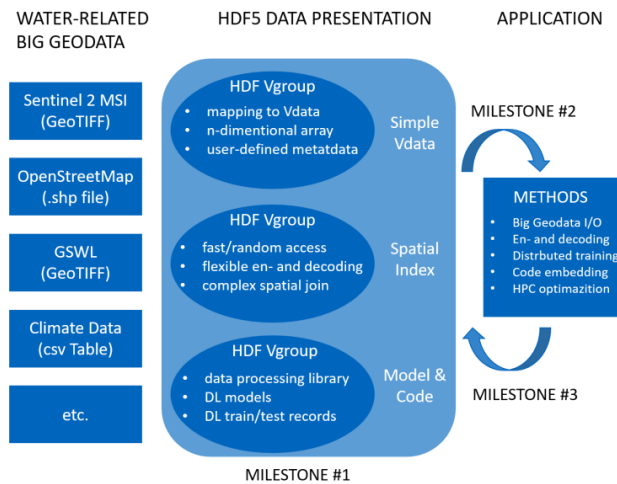 WATER-RELATED
BIG GEODATA
HDF5 DATA PRESENTATION
APPLICATION
Sentinel 2 MSI
(GeoTIFF)
OpenStreetMap
(.shp file)
GSWL
(GeoTIFF)
Climate Data
(csv Table)
etc.
HDF Vgroup
• mapping to Vdata
• n-dimentional array
• user-defined metatdata
Simple
Vdata
HDF Vgroup
• fast/random access
• flexible en- and decoding
• complex spatial join
Spatial
Index
HDF Vgroup
• data processing library
• DL models
• DL train/test records
Model &
Code
MILESTONE #1
MILESTONE #2
METHODS
• Big Geodata I/O
• En- and decoding
• Distrbuted training
• Code embedding
• HPC optimazition
MILESTONE #3